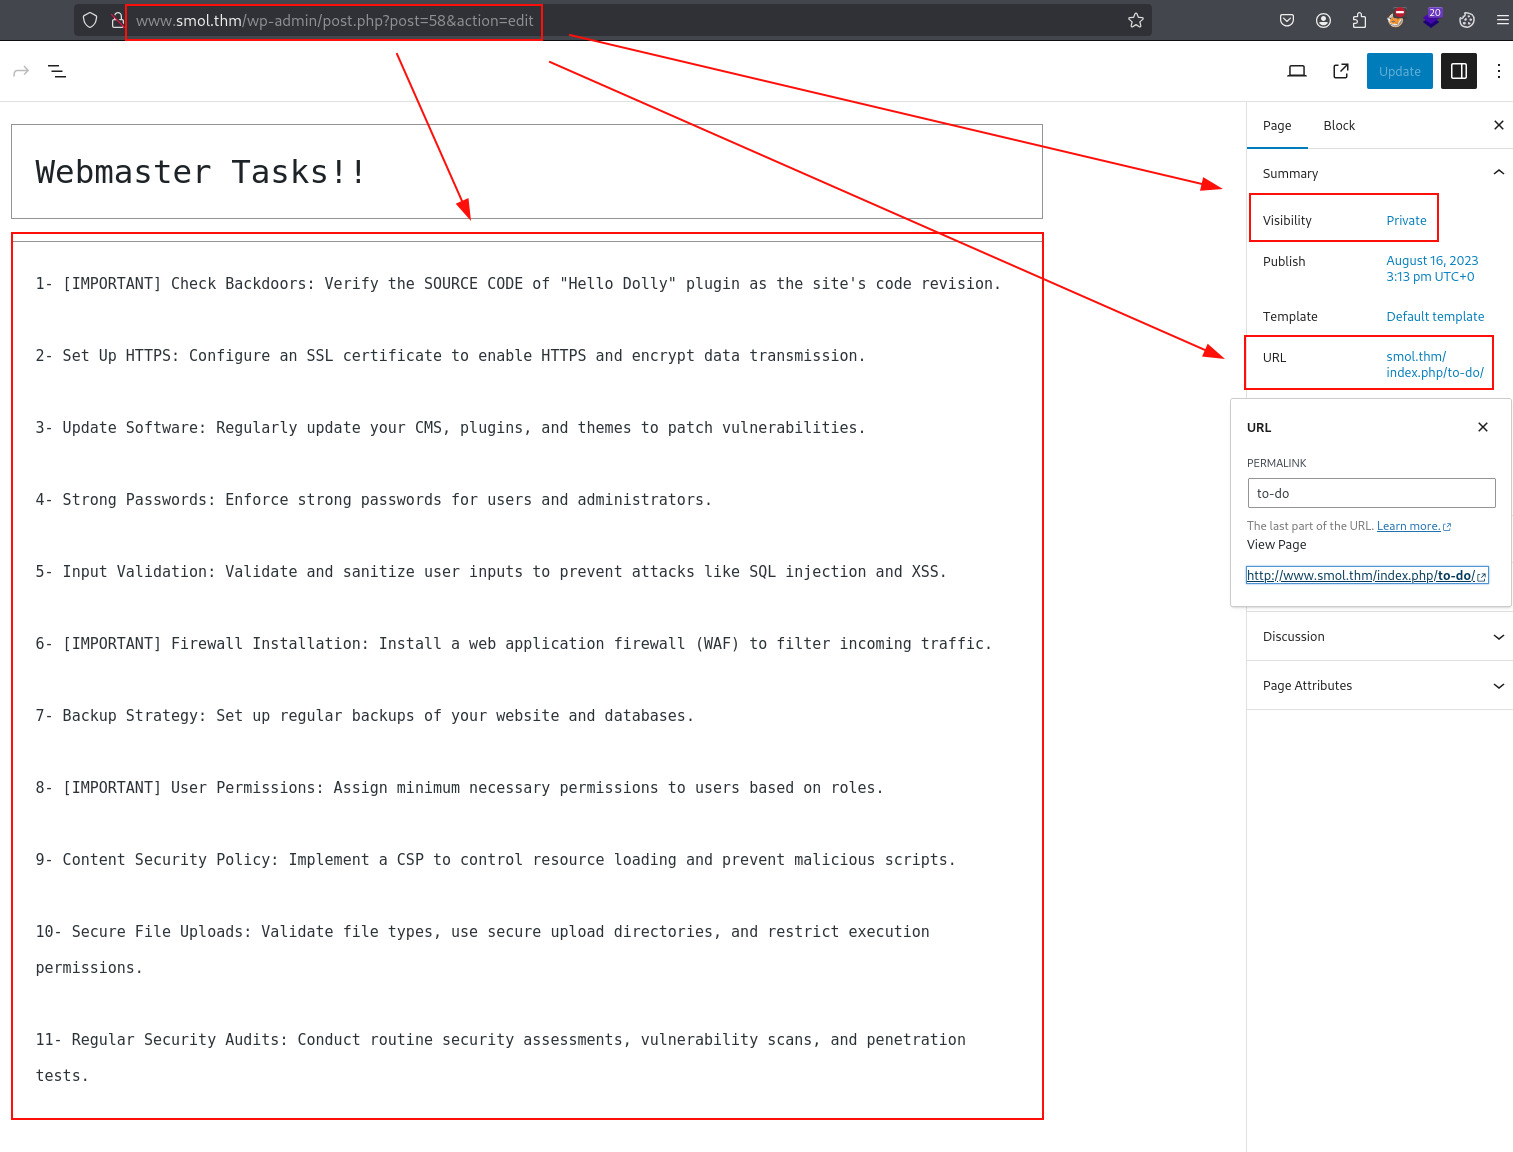 www.smol.thm/wp-admin/post.php?post=58&action=edit
20
Update
Page
Block
Webmaster Tasks!!
Summary
Visibility
Private
Publish
August 16, 2023
3:13 pm UTC+0
Template
Default template
URL
smol.thm/
index.php/to-do/
URL
PERMALINK
to-do
The last part of the URL. Learn more.
View Page
http://www.smol.thm/index.php/to-do/
Discussion
Page Attributes
1- [IMPORTANT] Check Backdoors: Verify the SOURCE CODE of "Hello Dolly" plugin as the site's code revision.
2- Set Up HTTPS: Configure an SSL certificate to enable HTTPS and encrypt data transmission.
3- Update Software: Regularly update your CMS, plugins, and themes to patch vulnerabilities.
4- Strong Passwords: Enforce strong passwords for users and administrators.
5- Input Validation: Validate and sanitize user inputs to prevent attacks like SQL injection and XSS.
6- [IMPORTANT] Firewall Installation: Install a web application firewall (WAF) to filter incoming traffic.
7- Backup Strategy: Set up regular backups of your website and databases.
8- [IMPORTANT] User Permissions: Assign minimum necessary permissions to users based on roles.
9- Content Security Policy: Implement a CSP to control resource loading and prevent malicious scripts.
10- Secure File Uploads: Validate file types, use secure upload directories, and restrict execution
permissions.
11- Regular Security Audits: Conduct routine security assessments, vulnerability scans, and penetration
tests.